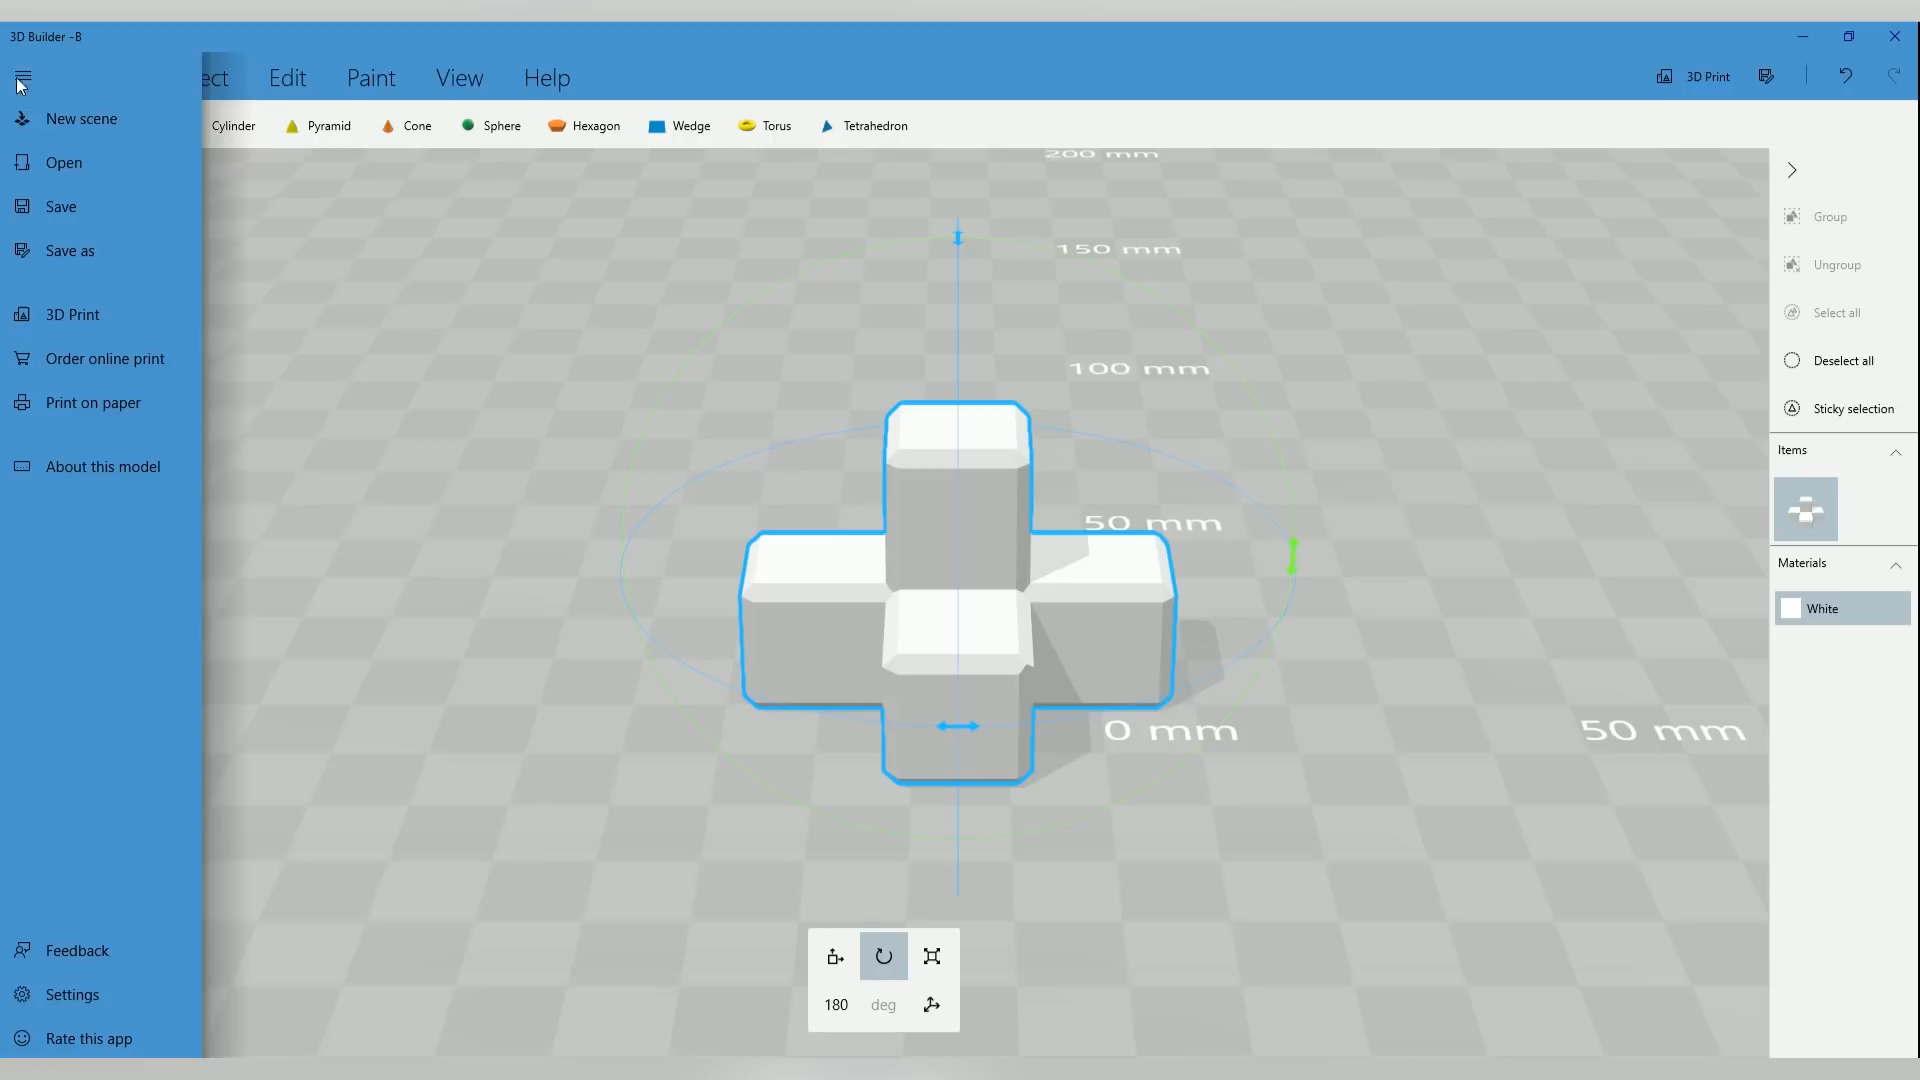 3D Builder -B
ect Edit Paint View Help
3D Print
Cylinder Pyramid Cone Sphere Hexagon Wedge Torus Tetrahedron
New scene
Open
Save
Save as
3D Print
Order online print
Print on paper
About this model
Feedback
Settings
Rate this app
200 mm
150 mm
100 mm
50 mm
0 mm
50 mm
180 deg
Group
Ungroup
Select all
Deselect all
Sticky selection
Items
Materials
White